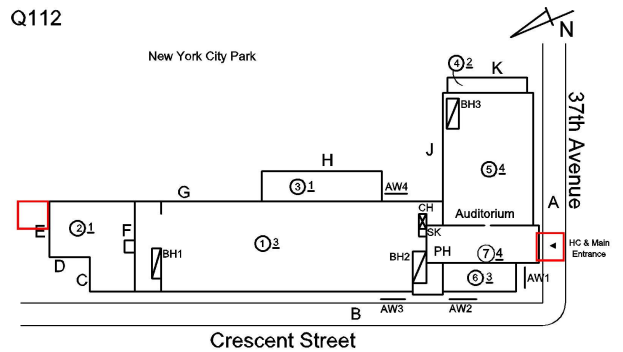 Q112
N
New York City Park
4 2
K
BH3
37th Avenue
J
H
5 4
G
3 1
AW4
A
CH
Auditorium
E
2 1
F
SK
HC & Main
Entrance
1 3
PH
7 4
BH1
BH2
D
C
6 3
AW1
B
AW3
AW2
Crescent Street